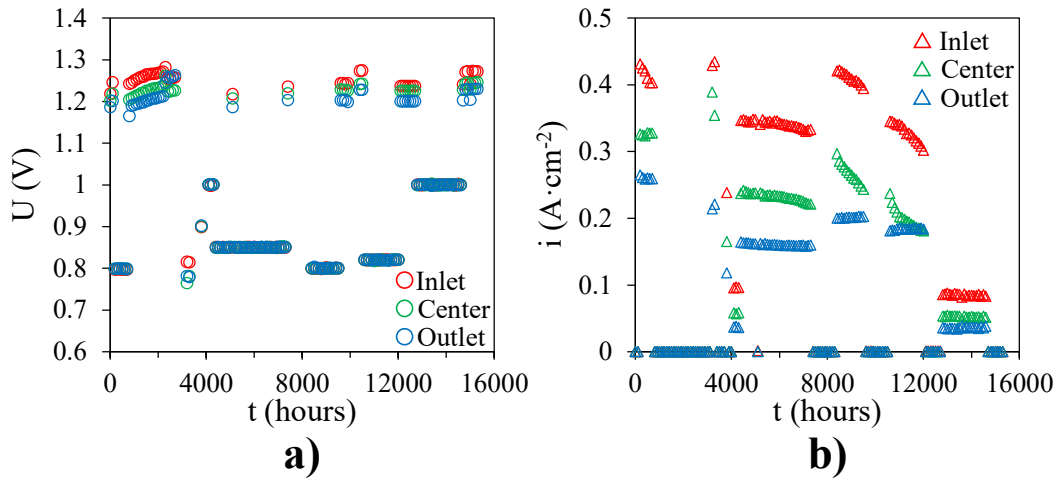 1.4
1.3
1.2
1.1
1
0.9
0.8
0.7
0.6
U (V)
0
4000
8000
12000
16000
t (hours)
Inlet
Center
Outlet
a)
0.5
0.4
0.3
0.2
0.1
0
i (A·cm⁻²)
0
4000
8000
12000
16000
t (hours)
Inlet
Center
Outlet
b)